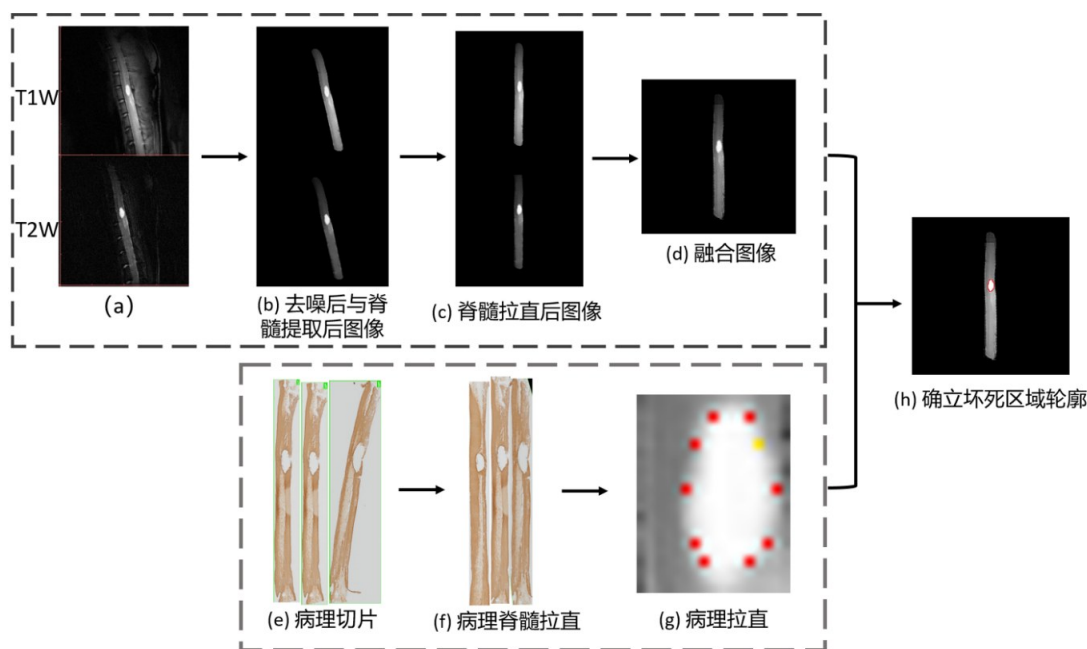 T1W
T2W
(a)
(b) 去噪后与脊
髓提取后图像
(c) 脊髓拉直后图像
(d) 融合图像
(e) 病理切片
(f) 病理脊髓拉直
(g) 病理拉直
(h) 确立坏死区域轮廓